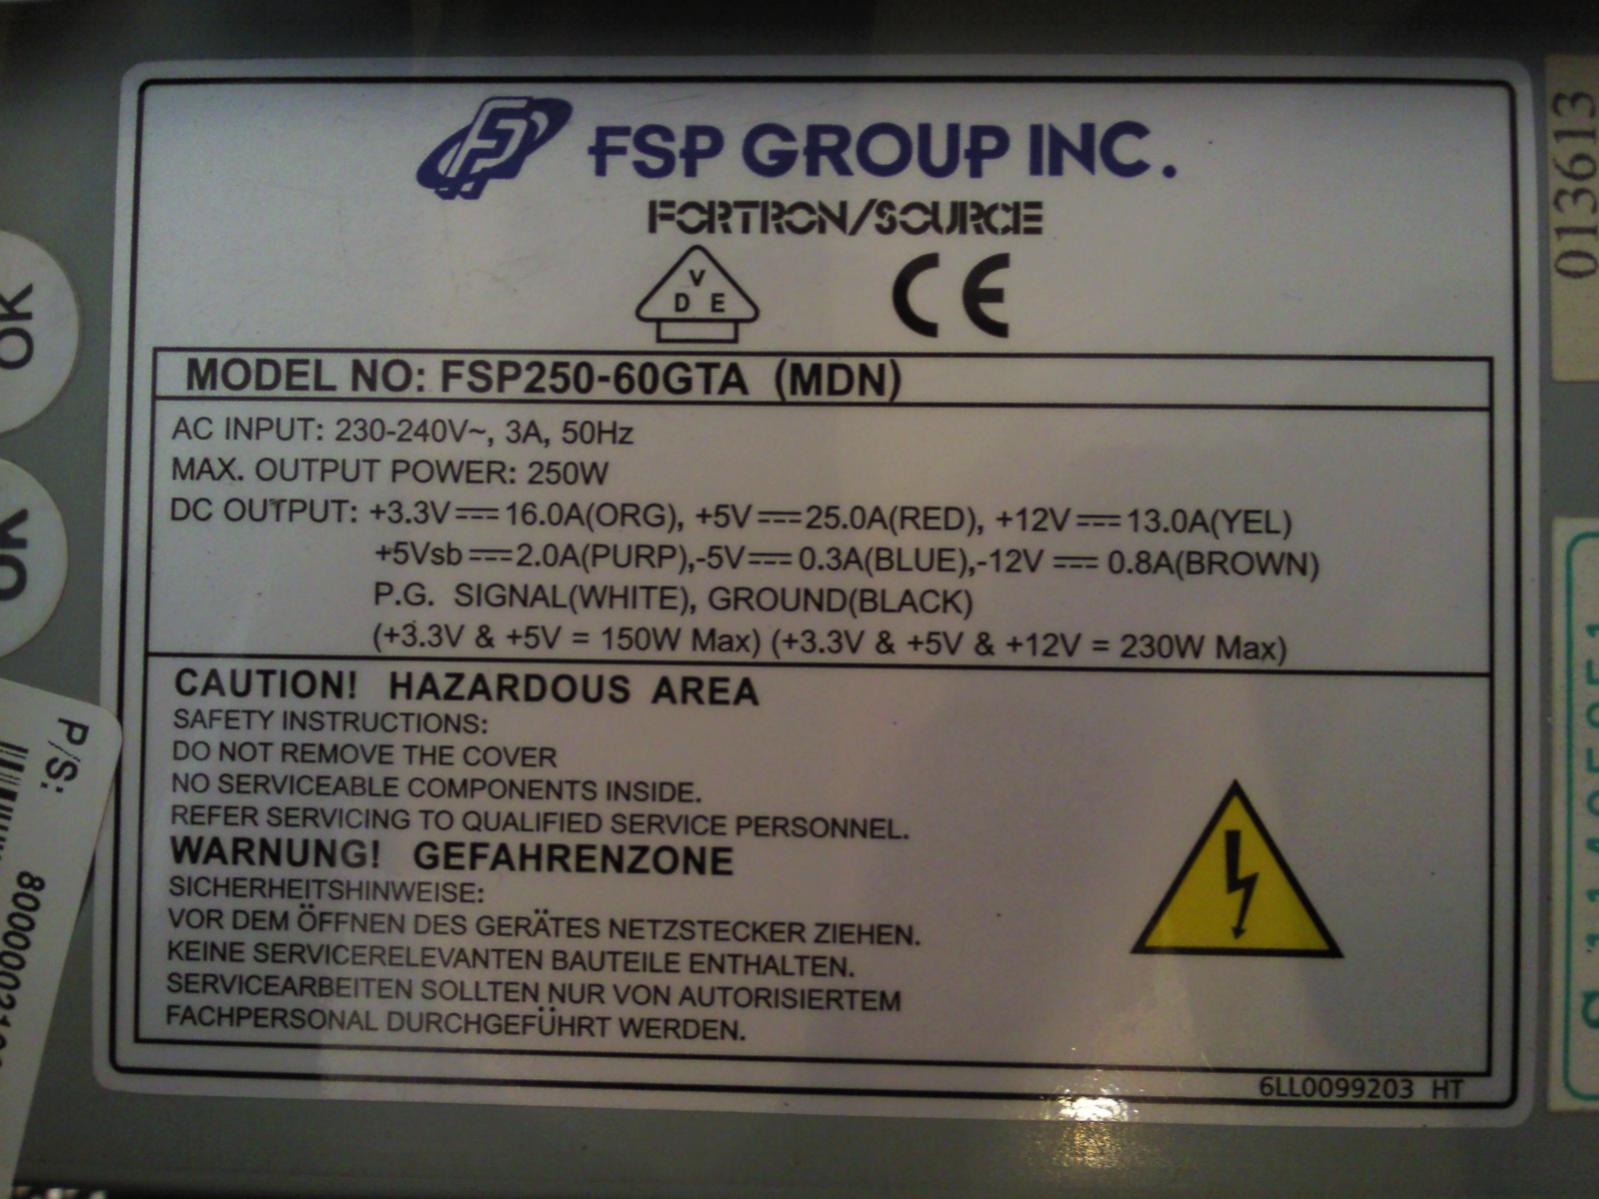 FSP GROUP INC.
FORTRON/SOURCE
V
D E
CE
MODEL NO: FSP250-60GTA (MDN)
AC INPUT: 230-240V~, 3A, 50Hz
MAX. OUTPUT POWER: 250W
DC OUTPUT: +3.3V⎓16.0A(ORG), +5V⎓25.0A(RED), +12V⎓13.0A(YEL)
+5Vsb⎓2.0A(PURP),-5V⎓0.3A(BLUE),-12V⎓0.8A(BROWN)
P.G. SIGNAL(WHITE), GROUND(BLACK)
(+3.3V & +5V = 150W Max) (+3.3V & +5V & +12V = 230W Max)
CAUTION! HAZARDOUS AREA
SAFETY INSTRUCTIONS:
DO NOT REMOVE THE COVER
NO SERVICEABLE COMPONENTS INSIDE.
REFER SERVICING TO QUALIFIED SERVICE PERSONNEL.
WARNUNG! GEFAHRENZONE
SICHERHEITSHINWEISE:
VOR DEM ÖFFNEN DES GERÄTES NETZSTECKER ZIEHEN.
KEINE SERVICERELEVANTEN BAUTEILE ENTHALTEN.
SERVICEARBEITEN SOLLTEN NUR VON AUTORISIERTEM
FACHPERSONAL DURCHGEFÜHRT WERDEN.
6LL0099203 HT
OK
OK
P/S:
013613